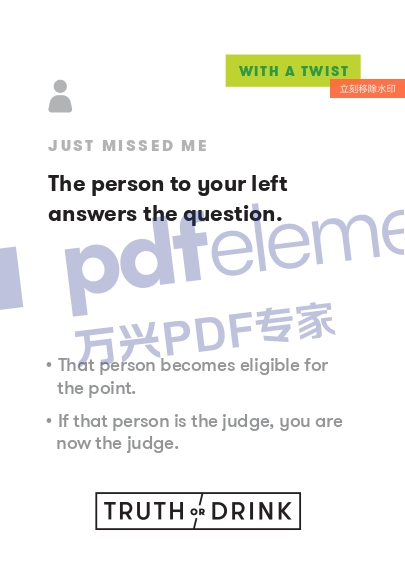 WITH A TWIST
立刻移除水印
JUST MISSED ME
The person to your left
answers the question.
pdfeleme
万兴PDF专家
• That person becomes eligible for
the point.
• If that person is the judge, you are
now the judge.
TRUTH OR DRINK